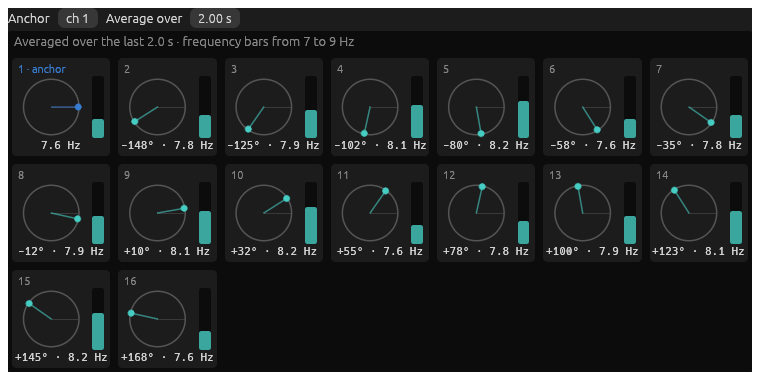 Anchor ch 1 Average over 2.00 s
Averaged over the last 2.0 s · frequency bars from 7 to 9 Hz
1 · anchor
7.6 Hz
2
−148° · 7.8 Hz
3
−125° · 7.9 Hz
4
−102° · 8.1 Hz
5
−80° · 8.2 Hz
6
−58° · 7.6 Hz
7
−35° · 7.8 Hz
8
−12° · 7.9 Hz
9
+10° · 8.1 Hz
10
+32° · 8.2 Hz
11
+55° · 7.6 Hz
12
+78° · 7.8 Hz
13
+100° · 7.9 Hz
14
+123° · 8.1 Hz
15
+145° · 8.2 Hz
16
+168° · 7.6 Hz